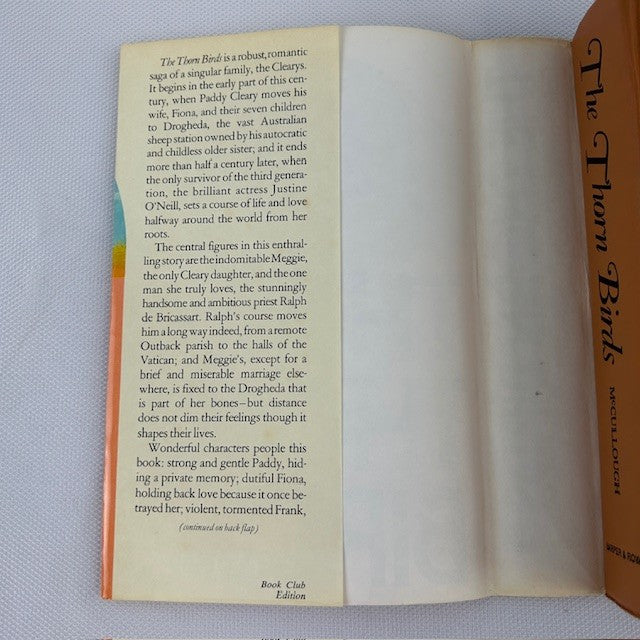 The Thorn Birds is a robust, romantic
saga of a singular family, the Clearys.
It begins in the early part of this cen-
tury, when Paddy Cleary moves his
wife, Fiona, and their seven children
to Drogheda, the vast Australian
sheep station owned by his autocratic
and childless older sister; and it ends
more than half a century later, when
the only survivor of the third genera-
tion, the brilliant actress Justine
O'Neill, sets a course of life and love
halfway around the world from her
roots.
The central figures in this enthral-
ling story are the indomitable Meggie,
the only Cleary daughter, and the one
man she truly loves, the stunningly
handsome and ambitious priest Ralph
de Bricassart. Ralph's course moves
him a long way indeed, from a remote
Outback parish to the halls of the
Vatican; and Meggie's, except for a
brief and miserable marriage else-
where, is fixed to the Drogheda that
is part of her bones—but distance
does not dim their feelings though it
shapes their lives.
Wonderful characters people this
book: strong and gentle Paddy, hid-
ing a private memory; dutiful Fiona,
holding back love because it once be-
trayed her; violent, tormented Frank,
(continued on back flap)
Book Club
Edition
The Thorn Birds
McCULLOUGH
HARPER & ROW